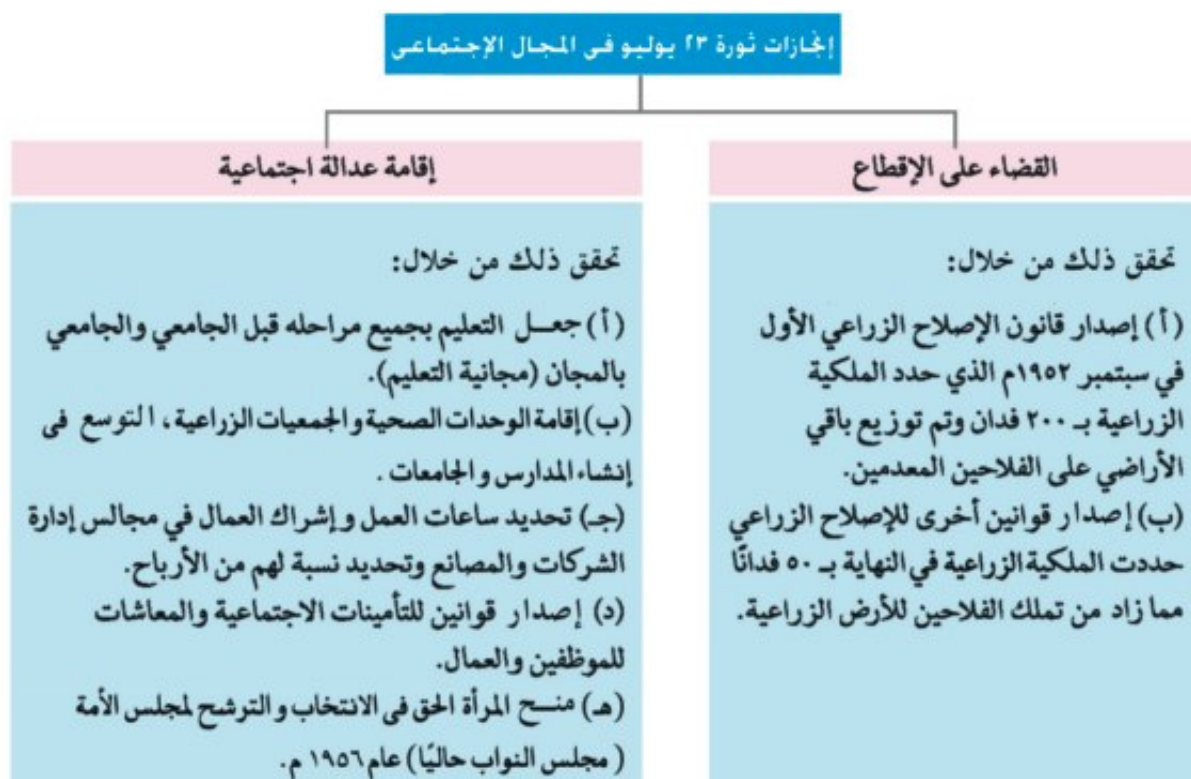 إنجازات ثورة ٢٣ يوليو فى المجال الإجتماعى
القضاء على الإقطاع
تحقق ذلك من خلال:
(أ) إصدار قانون الإصلاح الزراعي الأول
في سبتمبر ١٩٥٢م الذي حدد الملكية
الزراعية بـ ٢٠٠ فدان وتم توزيع باقي
الأراضي على الفلاحين المعدمين.
(ب) إصدار قوانين أخرى للإصلاح الزراعي
حددت الملكية الزراعية في النهاية بـ ٥٠ فدانًا
مما زاد من تملك الفلاحين للأرض الزراعية.
إقامة عدالة اجتماعية
تحقق ذلك من خلال:
(أ) جعل التعليم بجميع مراحله قبل الجامعي والجامعي
بالمجان (مجانية التعليم).
(ب) إقامة الوحدات الصحية والجمعيات الزراعية، التوسع فى
إنشاء المدارس والجامعات .
(جـ) تحديد ساعات العمل وإشراك العمال في مجالس إدارة
الشركات والمصانع وتحديد نسبة لهم من الأرباح.
(د) إصدار قوانين للتأمينات الاجتماعية والمعاشات
للموظفين والعمال.
(هـ) منح المرأة الحق فى الانتخاب والترشح لمجلس الأمة
( مجلس النواب حاليًا) عام ١٩٥٦ م.